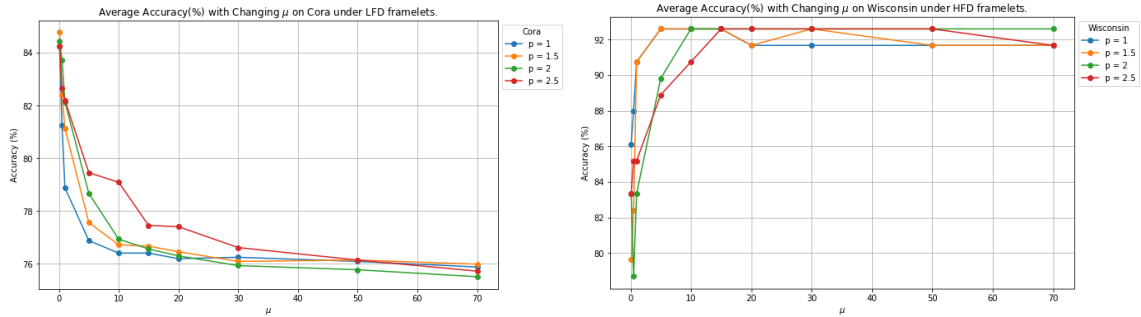 Average Accuracy(%) with Changing μ on Cora under LFD framelets.
Cora
p = 1
p = 1.5
p = 2
p = 2.5
84
82
80
78
76
Accuracy (%)
0 10 20 30 40 50 60 70
μ
Average Accuracy(%) with Changing μ on Wisconsin under HFD framelets.
Wisconsin
p = 1
p = 1.5
p = 2
p = 2.5
92
90
88
86
84
82
80
Accuracy (%)
0 10 20 30 40 50 60 70
μ